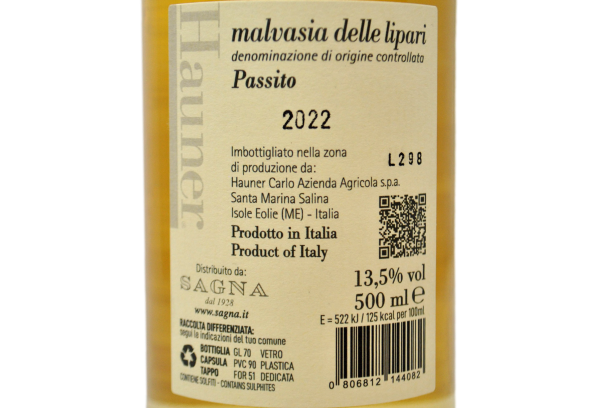 Hauner
malvasia delle lipari
denominazione di origine controllata
Passito
2022
Imbottigliato nella zona
di produzione da:
L298
Hauner Carlo Azienda Agricola s.p.a.
Santa Marina Salina
Isole Eolie (ME) - Italia
Prodotto in Italia
Product of Italy
Distribuito da:
SAGNA
dal 1928
www.sagna.it
13,5% vol
500 ml e
E = 522 kJ / 125 kcal per 100ml
RACCOLTA DIFFERENZIATA:
segui le indicazioni del tuo comune
BOTTIGLIA GL 70 VETRO
CAPSULA PVC 90 PLASTICA
TAPPO FOR 51 DEDICATA
CONTIENE SOLFITI - CONTAINS SULPHITES
0 806812 144082